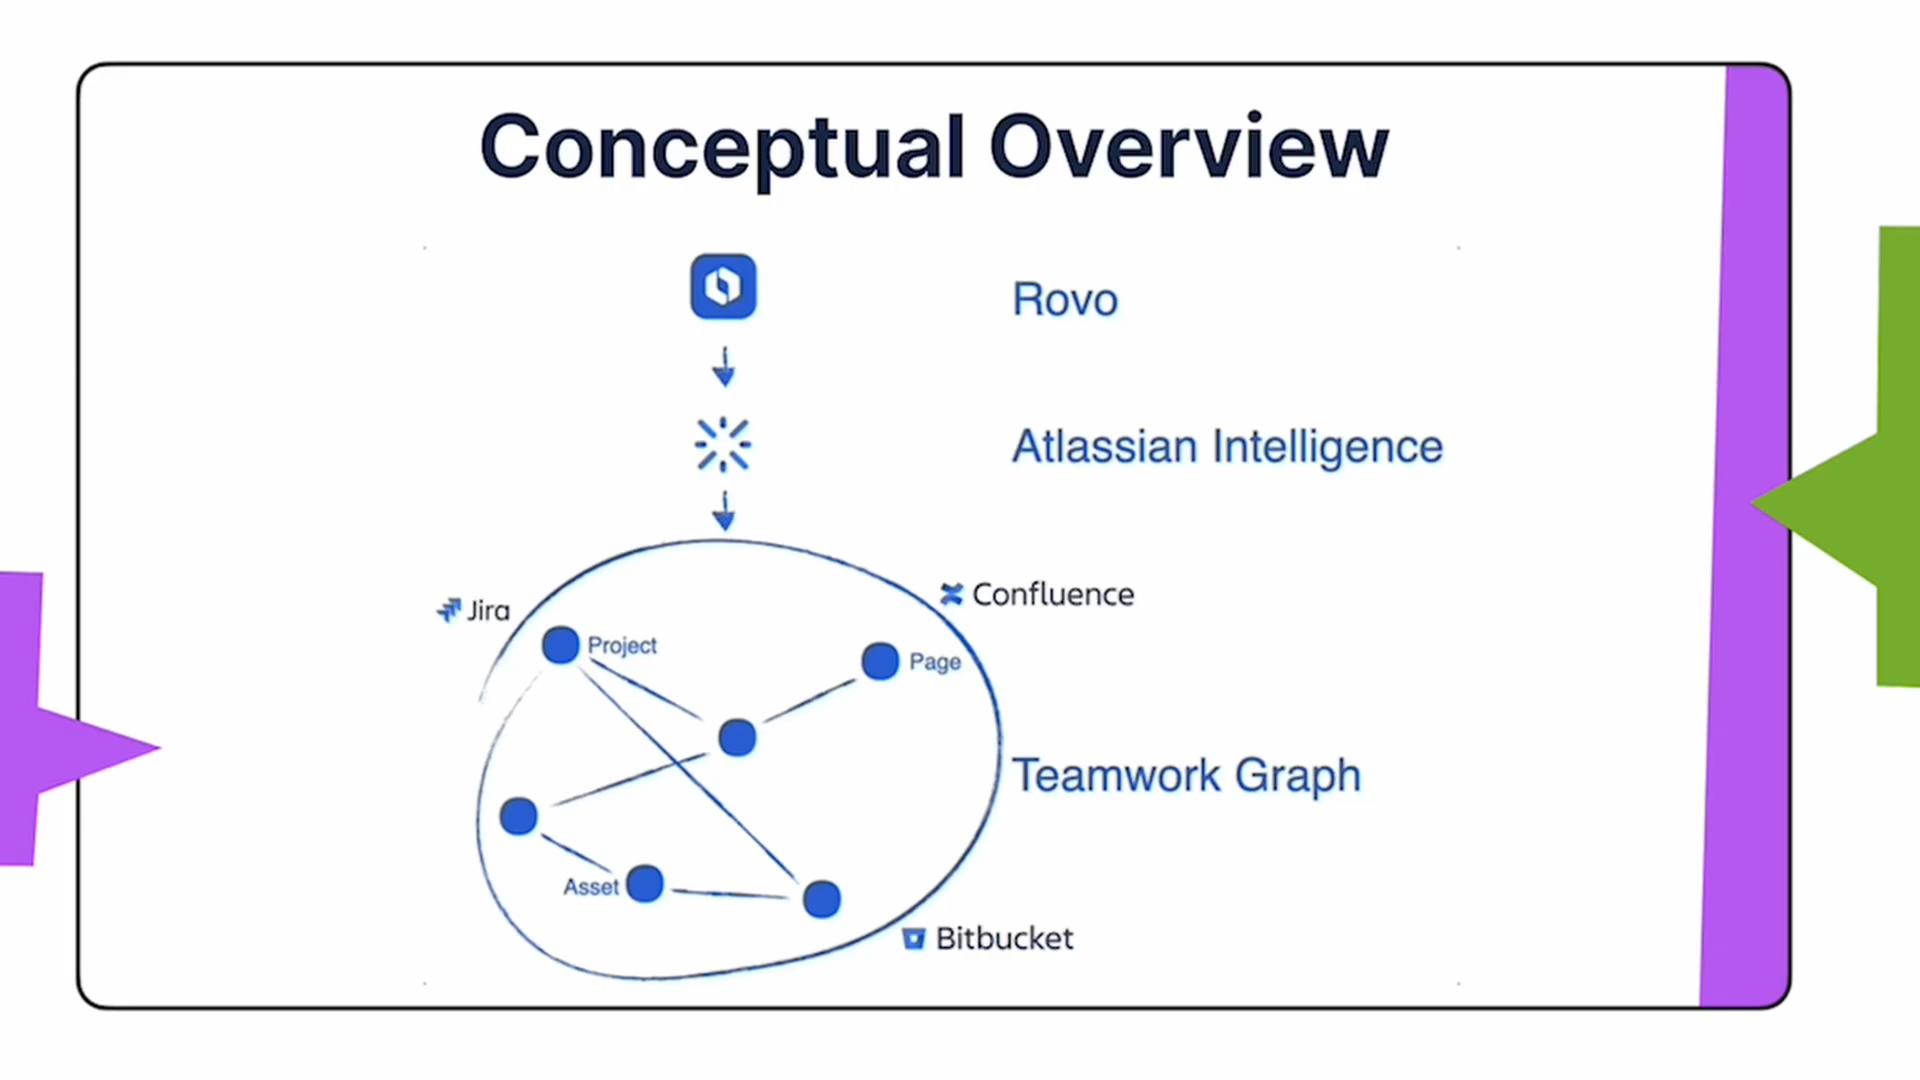 Conceptual Overview
Rovo
Atlassian Intelligence
Jira
Confluence
Project
Page
Teamwork Graph
Asset
Bitbucket